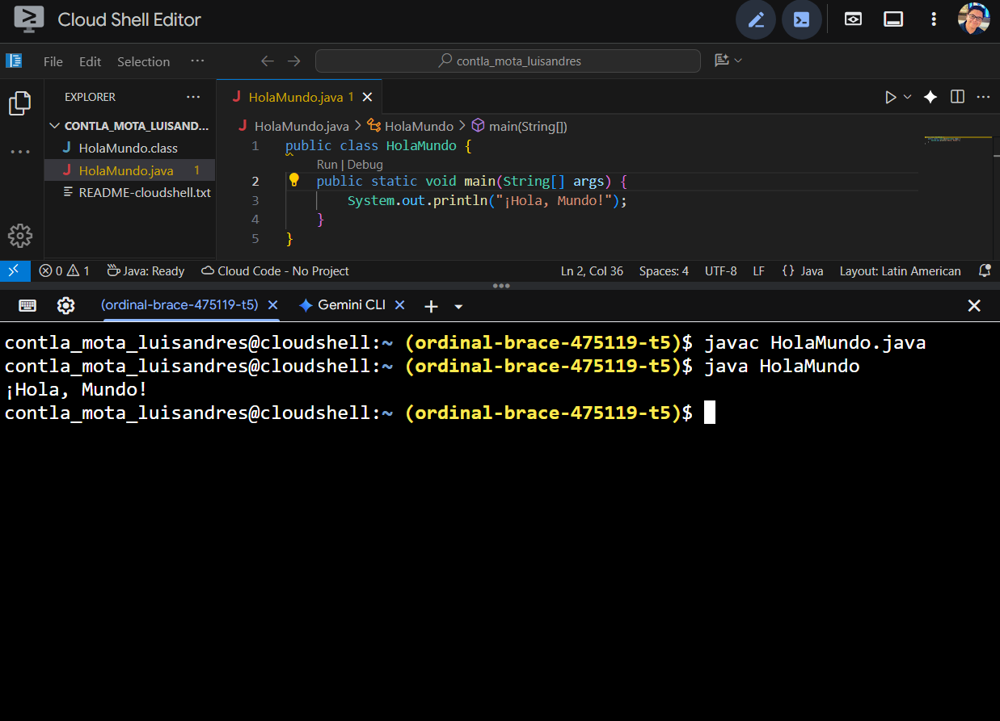 Cloud Shell Editor
File Edit Selection ···
contla_mota_luisandres
EXPLORER ···
CONTLA_MOTA_LUISAND...
HolaMundo.class
HolaMundo.java 1
README-cloudshell.txt
HolaMundo.java 1
HolaMundo.java > HolaMundo > main(String[])
1 public class HolaMundo {
Run | Debug
2 public static void main(String[] args) {
3 System.out.println("¡Hola, Mundo!");
4 }
5 }
0 1 Java: Ready Cloud Code - No Project Ln 2, Col 36 Spaces: 4 UTF-8 LF {} Java Layout: Latin American
(ordinal-brace-475119-t5) Gemini CLI
contla_mota_luisandres@cloudshell:~ (ordinal-brace-475119-t5)$ javac HolaMundo.java
contla_mota_luisandres@cloudshell:~ (ordinal-brace-475119-t5)$ java HolaMundo
¡Hola, Mundo!
contla_mota_luisandres@cloudshell:~ (ordinal-brace-475119-t5)$